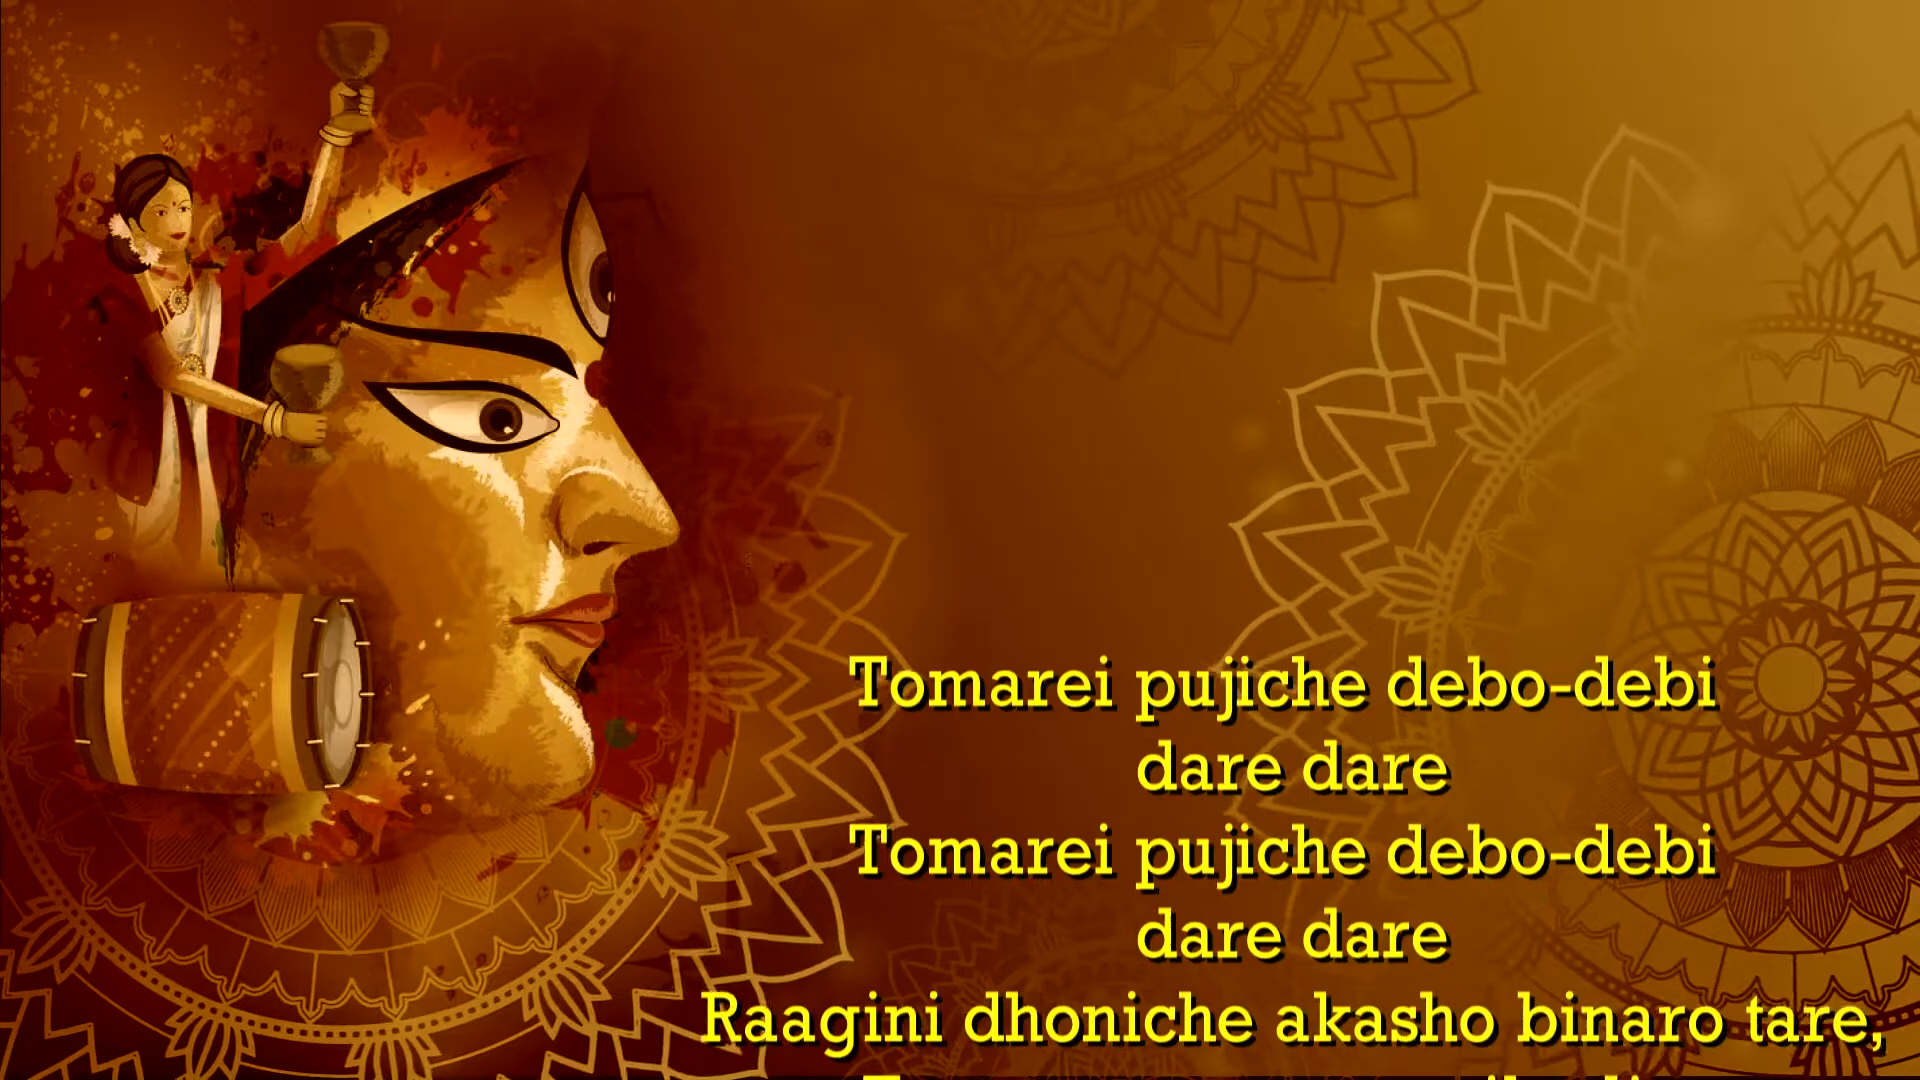 Tomarei pujiche debo-debi
dare dare
Tomarei pujiche debo-debi
dare dare
Raagini dhoniche akasho binaro tare,